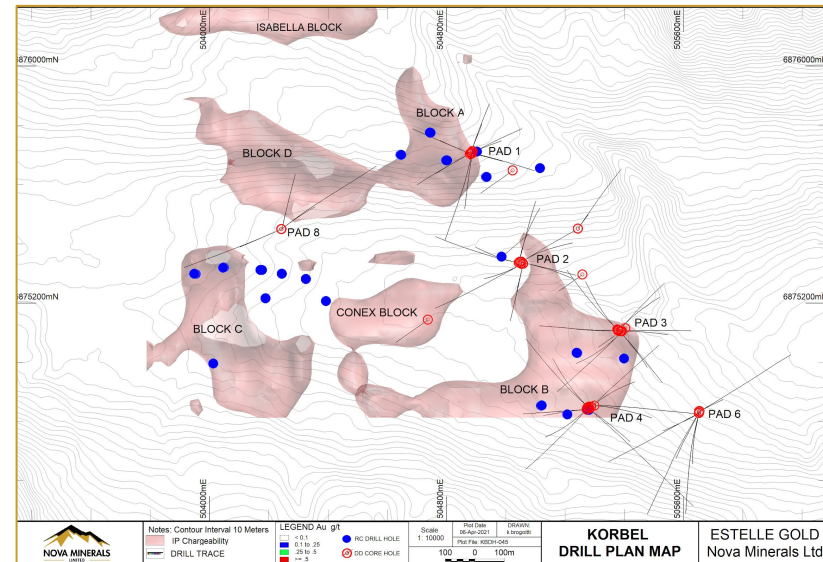 504000mE
504800mE
505600mE
ISABELLA BLOCK
6876000mN
6876000mN
BLOCK A
PAD 1
BLOCK D
PAD 8
PAD 2
6875200mN
6875200mN
CONEX BLOCK
PAD 3
BLOCK C
BLOCK B
PAD 6
PAD 4
504000mE
504800mE
505600mE
NOVA MINERALS
LIMITED
Notes: Contour Interval 10 Meters
IP Chargeability
DRILL TRACE
LEGEND Au g/t
< 0.1
0.1 to .25
.25 to .5
>= .5
RC DRILL HOLE
DD CORE HOLE
Scale
1: 10000
Plot Date
06-Apr-2021
DRAWN:
k brogoitti
Plot File: KBDH-045
100 0 100m
KORBEL
DRILL PLAN MAP
ESTELLE GOLD
Nova Minerals Ltd